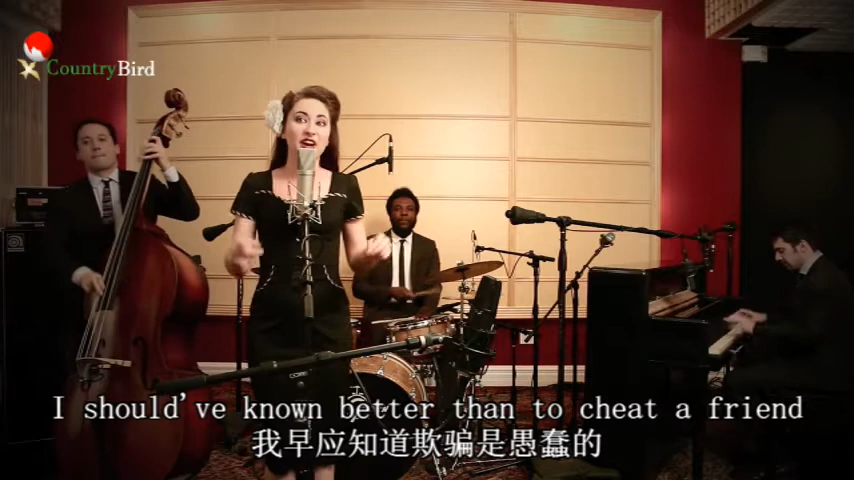 CountryBird
I should've known better than to cheat a friend
我早应知道欺骗是愚蠢的